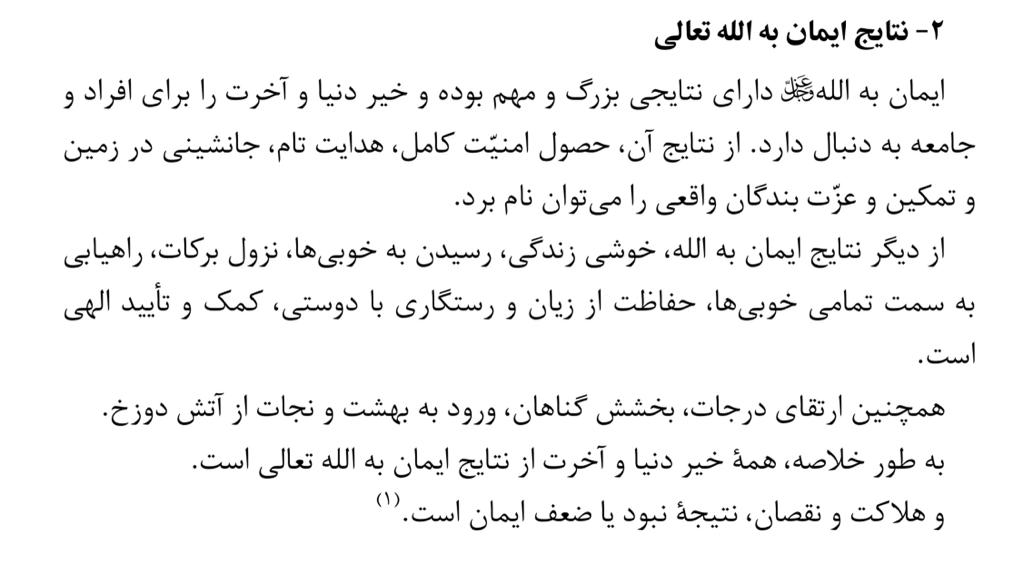 ۲- نتایج ایمان به الله تعالی
ایمان به الله عزوجل دارای نتایجی بزرگ و مهم بوده و خیر دنیا و آخرت را برای افراد و
جامعه به دنبال دارد. از نتایج آن، حصول امنیّت کامل، هدایت تام، جانشینی در زمین
و تمکین و عزّت بندگان واقعی را می‌توان نام برد.
از دیگر نتایج ایمان به الله، خوشی زندگی، رسیدن به خوبی‌ها، نزول برکات، راهیابی
به سمت تمامی خوبی‌ها، حفاظت از زیان و رستگاری با دوستی، کمک و تأیید الهی
است.
همچنین ارتقای درجات، بخشش گناهان، ورود به بهشت و نجات از آتش دوزخ.
به طور خلاصه، همهٔ خیر دنیا و آخرت از نتایج ایمان به الله تعالی است.
و هلاکت و نقصان، نتیجهٔ نبود یا ضعف ایمان است.(۱)